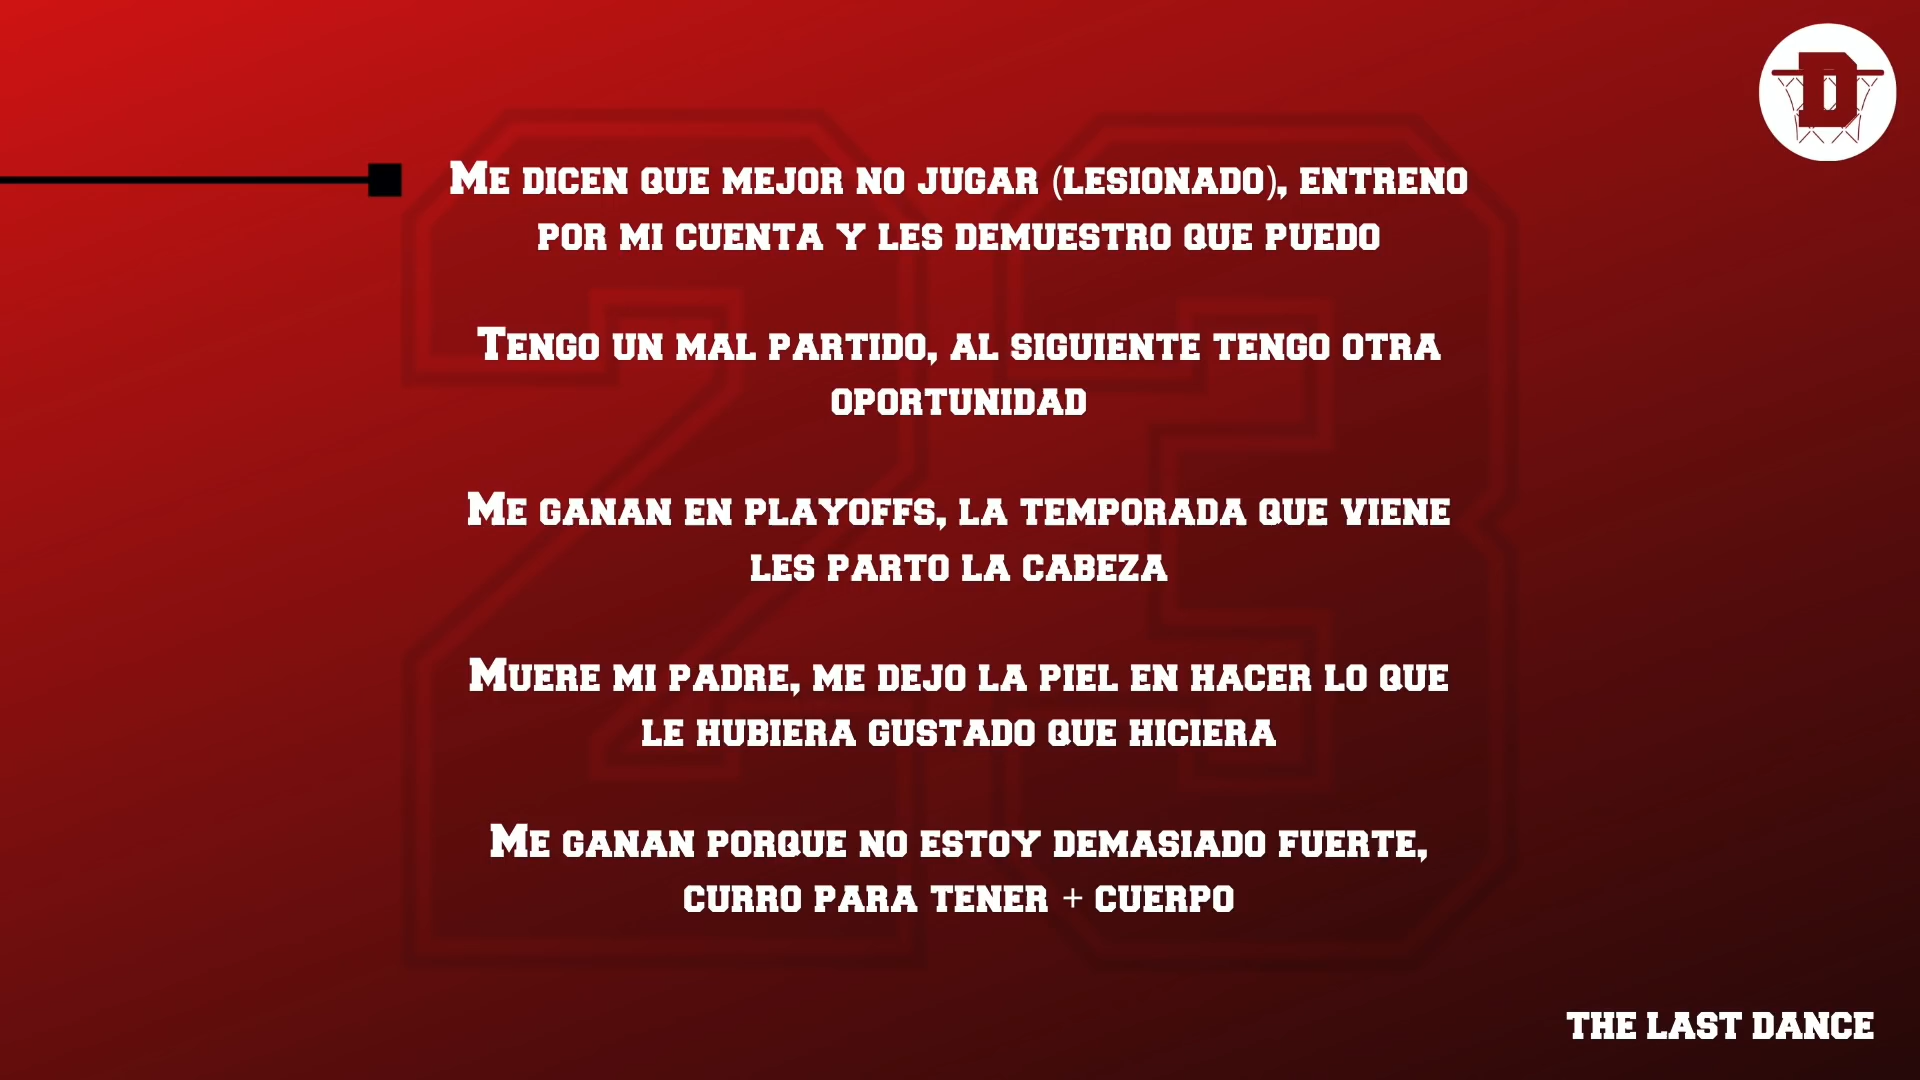 Me dicen que mejor no jugar (lesionado), entreno
por mi cuenta y les demuestro que puedo
Tengo un mal partido, al siguiente tengo otra
oportunidad
Me ganan en playoffs, la temporada que viene
les parto la cabeza
Muere mi padre, me dejo la piel en hacer lo que
le hubiera gustado que hiciera
Me ganan porque no estoy demasiado fuerte,
curro para tener + cuerpo
23
D
THE LAST DANCE